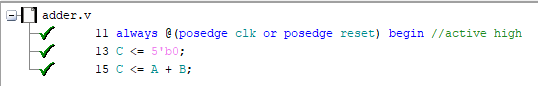 adder.v
11 always @(posedge clk or posedge reset) begin //active high
13 C <= 5'b0;
15 C <= A + B;